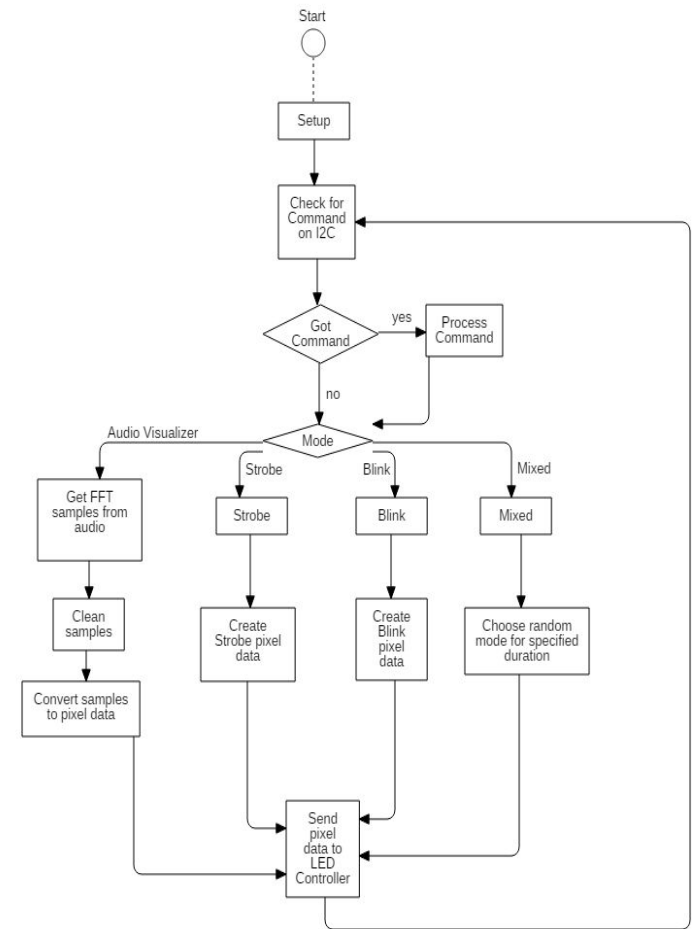 Start
Setup
Check for
Command
on I2C
Got
Command
yes
Process
Command
no
Mode
Audio Visualizer
Strobe
Blink
Mixed
Get FFT
samples from
audio
Strobe
Blink
Mixed
Clean
samples
Create
Strobe pixel
data
Create
Blink
pixel
data
Choose random
mode for specified
duration
Convert samples
to pixel data
Send
pixel
data to
LED
Controller